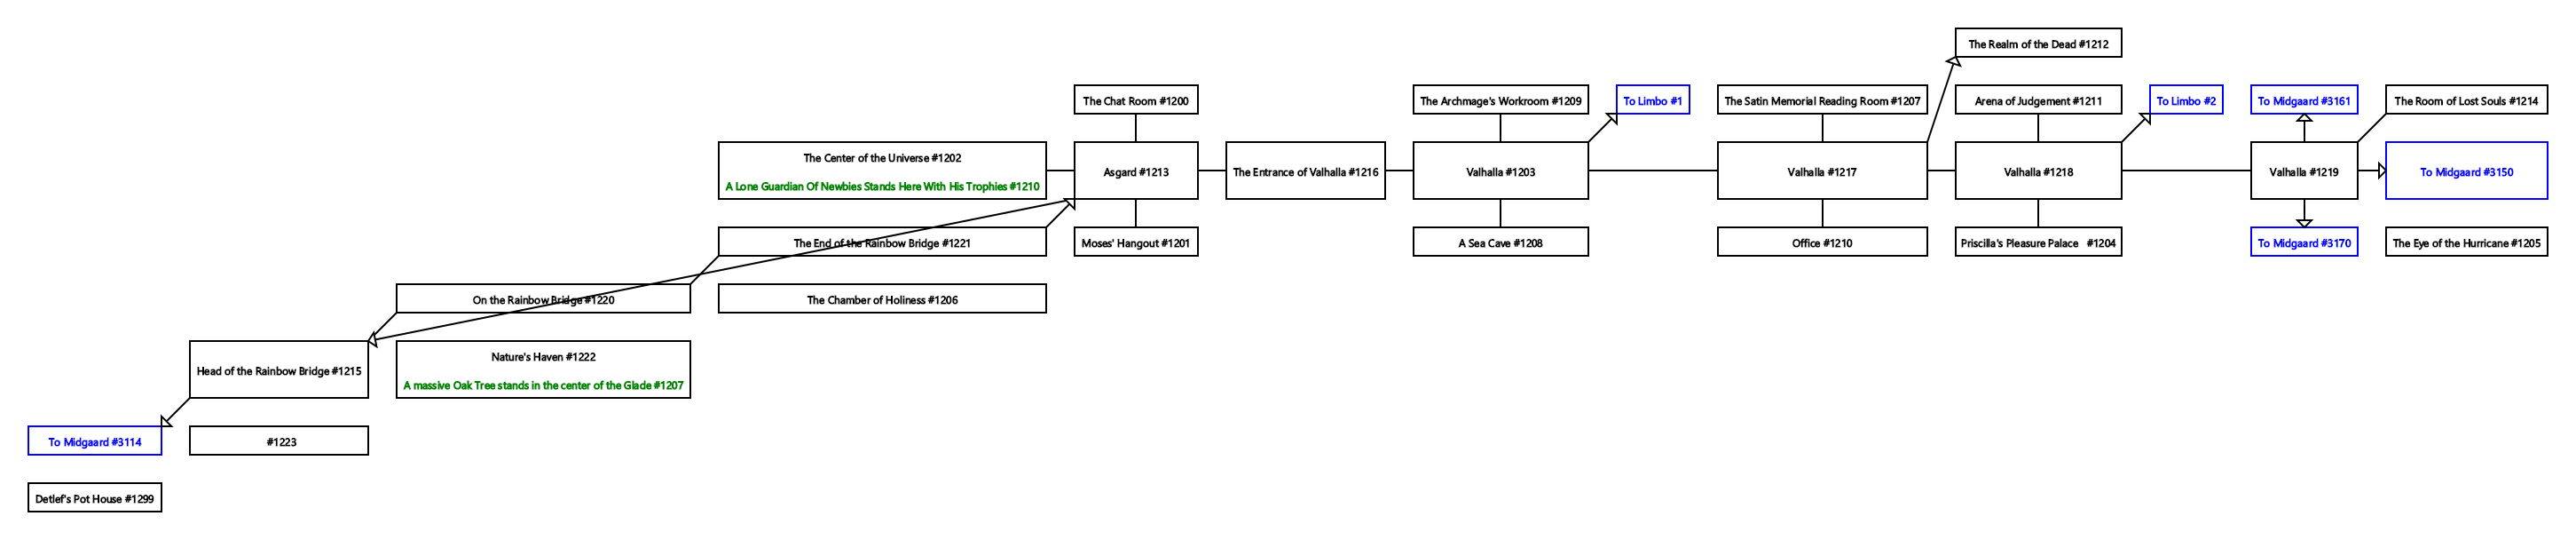 The Realm of the Dead #1212
The Chat Room #1200
The Archmage's Workroom #1209
To Limbo #1
The Satin Memorial Reading Room #1207
Arena of Judgement #1211
To Limbo #2
To Midgaard #3161
The Room of Lost Souls #1214
The Center of the Universe #1202
A Lone Guardian Of Newbies Stands Here With His Trophies #1210
Asgard #1213
The Entrance of Valhalla #1216
Valhalla #1203
Valhalla #1217
Valhalla #1218
Valhalla #1219
To Midgaard #3150
The End of the Rainbow Bridge #1221
Moses' Hangout #1201
A Sea Cave #1208
Office #1210
Priscilla's Pleasure Palace #1204
To Midgaard #3170
The Eye of the Hurricane #1205
On the Rainbow Bridge #1220
The Chamber of Holiness #1206
Head of the Rainbow Bridge #1215
Nature's Haven #1222
A massive Oak Tree stands in the center of the Glade #1207
To Midgaard #3114
#1223
Detlef's Pot House #1299